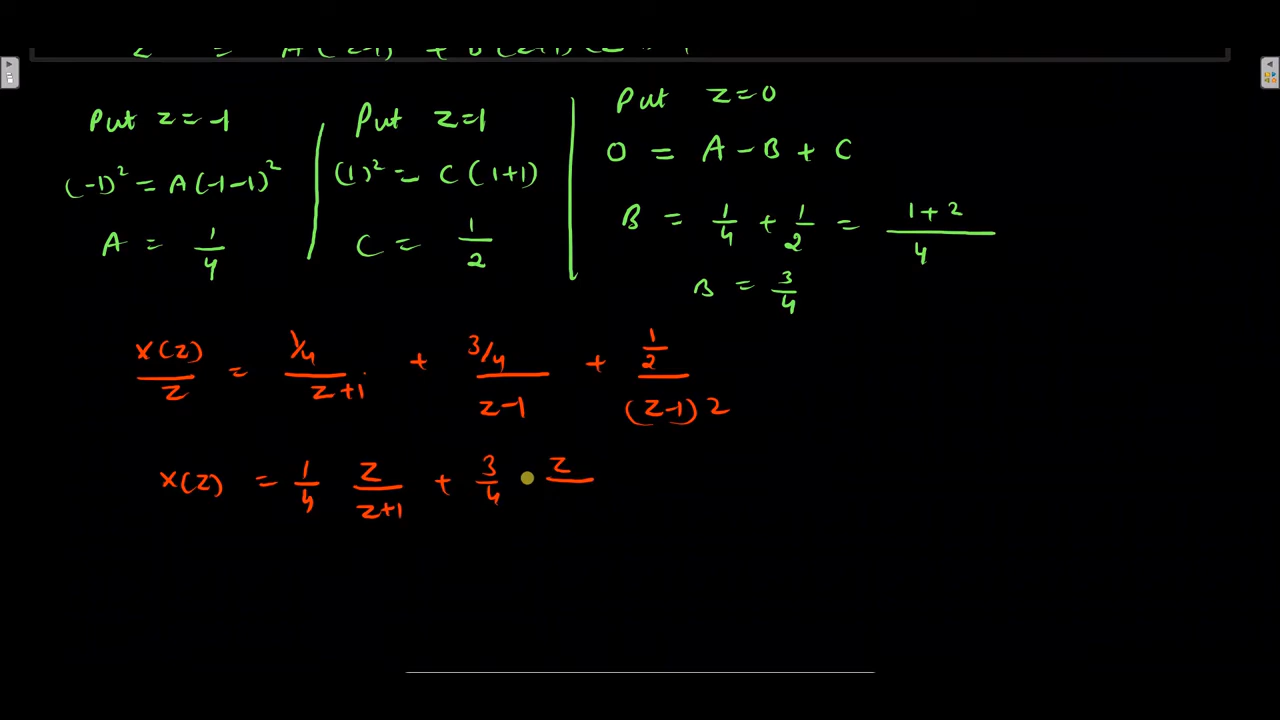 Put z = -1
(-1)² = A(-1-1)²
A = 1/4
Put z=1
(1)² = C(1+1)
C = 1/2
Put z=0
0 = A - B + C
B = 1/4 + 1/2 = (1+2)/4
B = 3/4
X(z)/z = (1/4)/(z+1) + (3/4)/(z-1) + (1/2)/(z-1)2
X(z) = 1/4 z/(z+1) + 3/4 · z/